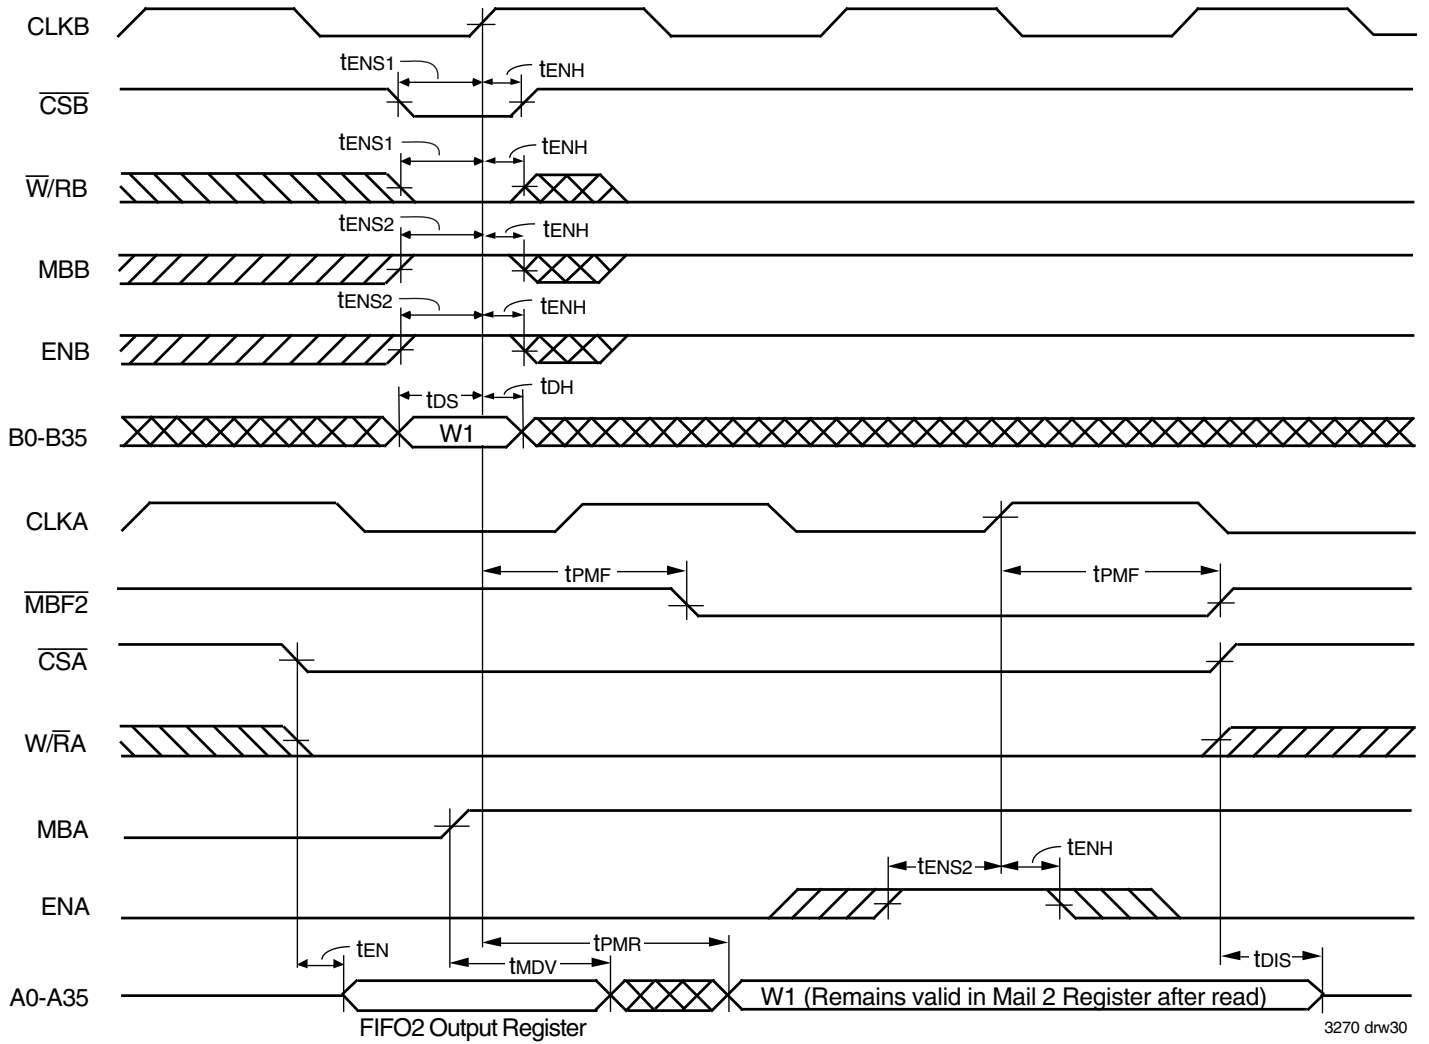 CLKB
tENS1
tENH
CSB
tENS1
tENH
W/RB
tENS2
tENH
MBB
tENS2
tENH
ENB
tDS
tDH
B0-B35
W1
CLKA
tPMF
tPMF
MBF2
CSA
W/RA
MBA
tENS2
tENH
ENA
tEN
tPMR
tMDV
tDIS
A0-A35
W1 (Remains valid in Mail 2 Register after read)
FIFO2 Output Register
3270 drw30